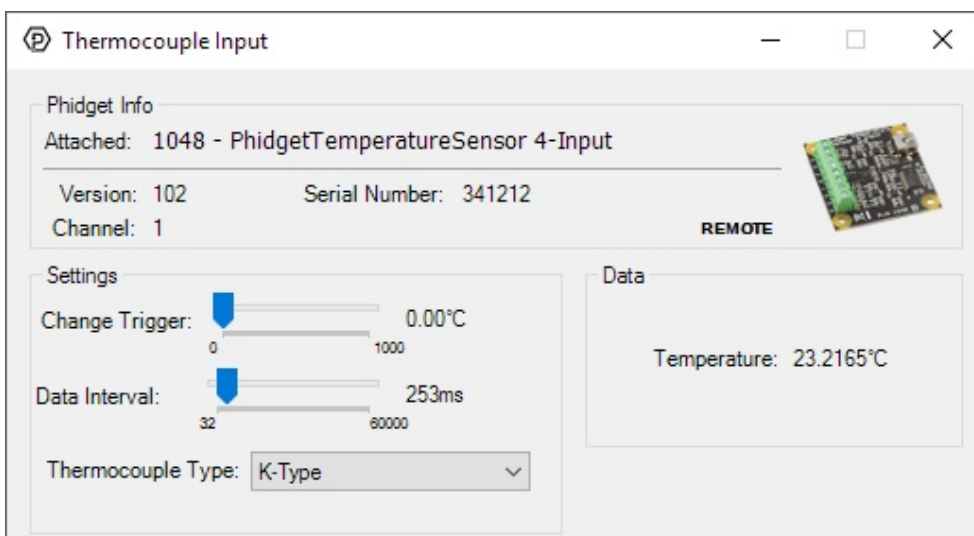 Thermocouple Input
Phidget Info
Attached: 1048 - PhidgetTemperatureSensor 4-Input
Version: 102 Serial Number: 341212
Channel: 1
REMOTE
Settings
Change Trigger: 0.00°C
0 1000
Data Interval: 253ms
32 60000
Thermocouple Type: K-Type
Data
Temperature: 23.2165°C